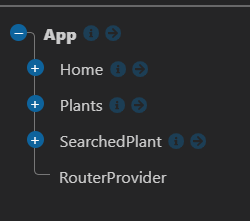 App
Home
Plants
SearchedPlant
RouterProvider